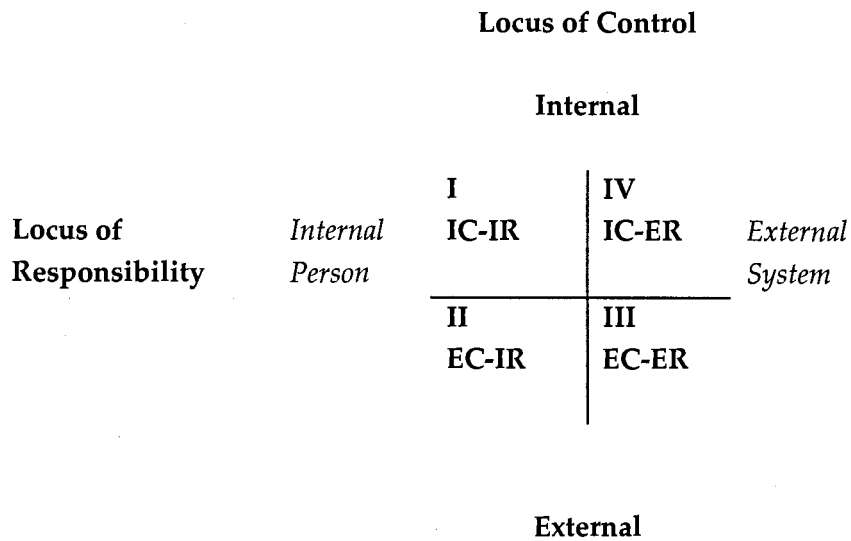 Locus of Control
Internal
I IV
Locus of Internal IC-IR IC-ER External
Responsibility Person System
II III
EC-IR EC-ER
External